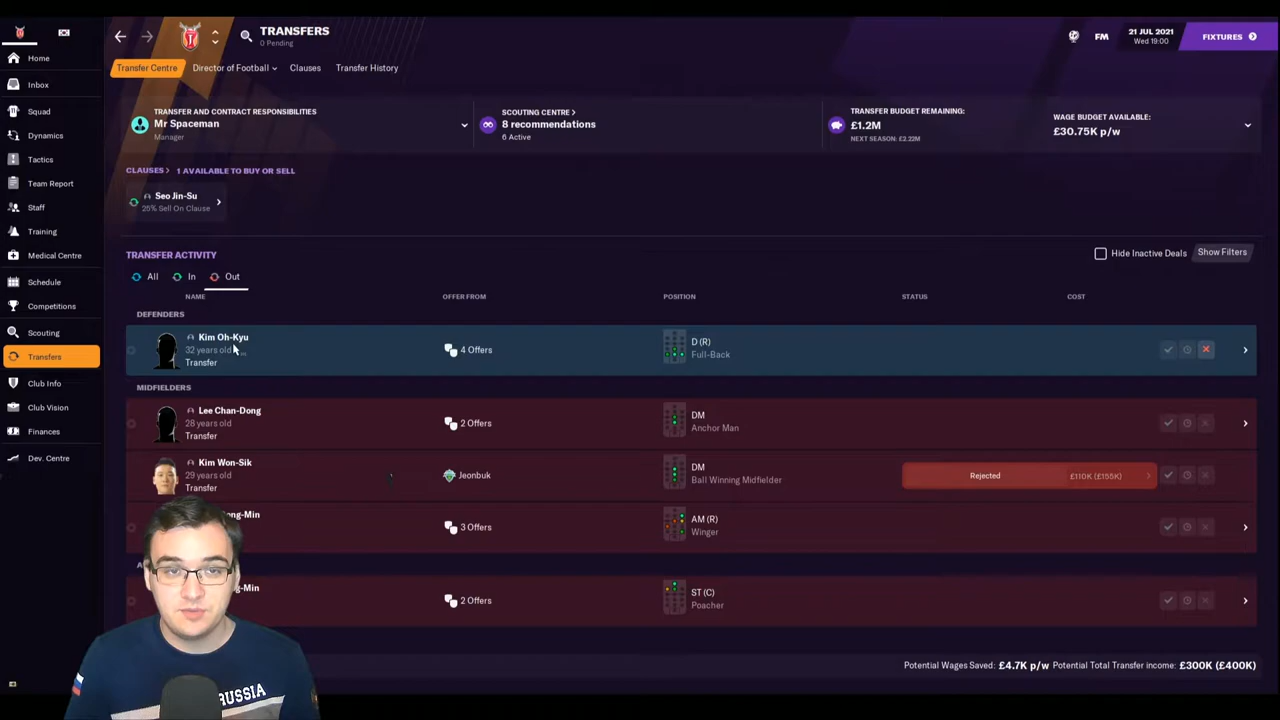 TRANSFERS
0 Pending
FM
21 JUL 2021
Wed 19:00
FIXTURES
Home
Inbox
Squad
Dynamics
Tactics
Team Report
Staff
Training
Medical Centre
Schedule
Competitions
Scouting
Transfers
Club Info
Club Vision
Finances
Dev. Centre
Transfer Centre
Director of Football
Clauses
Transfer History
TRANSFER AND CONTRACT RESPONSIBILITIES
Mr Spaceman
Manager
SCOUTING CENTRE >
8 recommendations
6 Active
TRANSFER BUDGET REMAINING:
£1.2M
NEXT SEASON: £2.22M
WAGE BUDGET AVAILABLE:
£30.75K p/w
CLAUSES > 1 AVAILABLE TO BUY OR SELL
Seo Jin-Su
25% Sell On Clause
TRANSFER ACTIVITY
Hide Inactive Deals
Show Filters
All In Out
NAME OFFER FROM POSITION STATUS COST
DEFENDERS
Kim Oh-Kyu
32 years old
Transfer
4 Offers
D (R)
Full-Back
MIDFIELDERS
Lee Chan-Dong
28 years old
Transfer
2 Offers
DM
Anchor Man
Kim Won-Sik
29 years old
Transfer
Jeonbuk
DM
Ball Winning Midfielder
Rejected £110K (£155K)
3 Offers
AM (R)
Winger
2 Offers
ST (C)
Poacher
Potential Wages Saved: £4.7K p/w Potential Total Transfer income: £300K (£400K)
RUSSIA